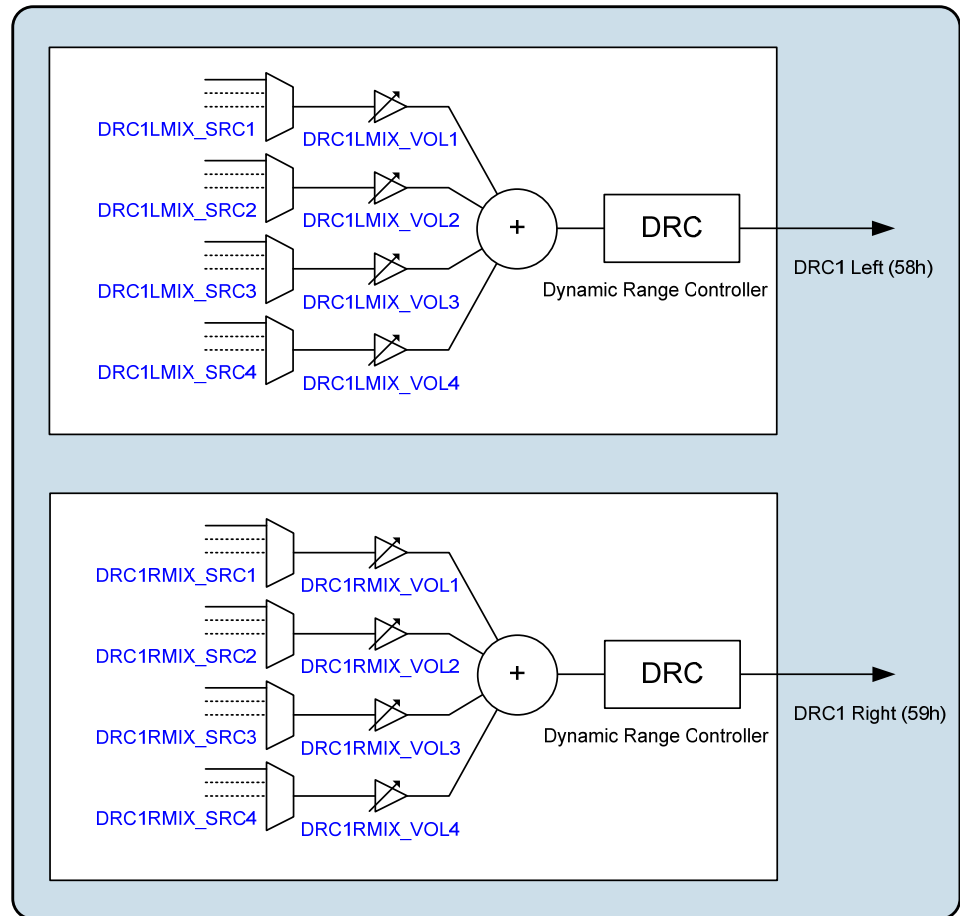 DRC1LMIX_SRC1
DRC1LMIX_VOL1
DRC1LMIX_SRC2
DRC1LMIX_VOL2
DRC1LMIX_SRC3
DRC1LMIX_VOL3
DRC1LMIX_SRC4
DRC1LMIX_VOL4
+
DRC
Dynamic Range Controller
DRC1 Left (58h)
DRC1RMIX_SRC1
DRC1RMIX_VOL1
DRC1RMIX_SRC2
DRC1RMIX_VOL2
DRC1RMIX_SRC3
DRC1RMIX_VOL3
DRC1RMIX_SRC4
DRC1RMIX_VOL4
+
DRC
Dynamic Range Controller
DRC1 Right (59h)